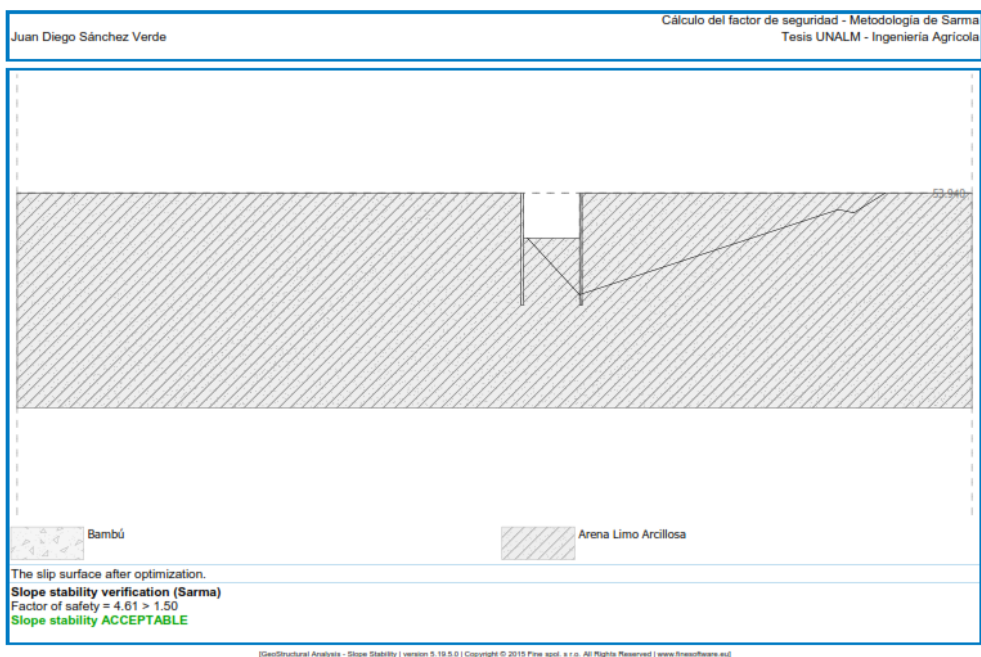 Juan Diego Sánchez Verde
Cálculo del factor de seguridad - Metodología de Sarma
Tesis UNALM - Ingeniería Agrícola
53.940
Bambú
Arena Limo Arcillosa
The slip surface after optimization.
Slope stability verification (Sarma)
Factor of safety = 4.61 > 1.50
Slope stability ACCEPTABLE
[GeoStructural Analysis - Slope Stability | version 5.19.5.0 | Copyright © 2015 Fine spol. s r.o. All Rights Reserved | www.finesoftware.eu]